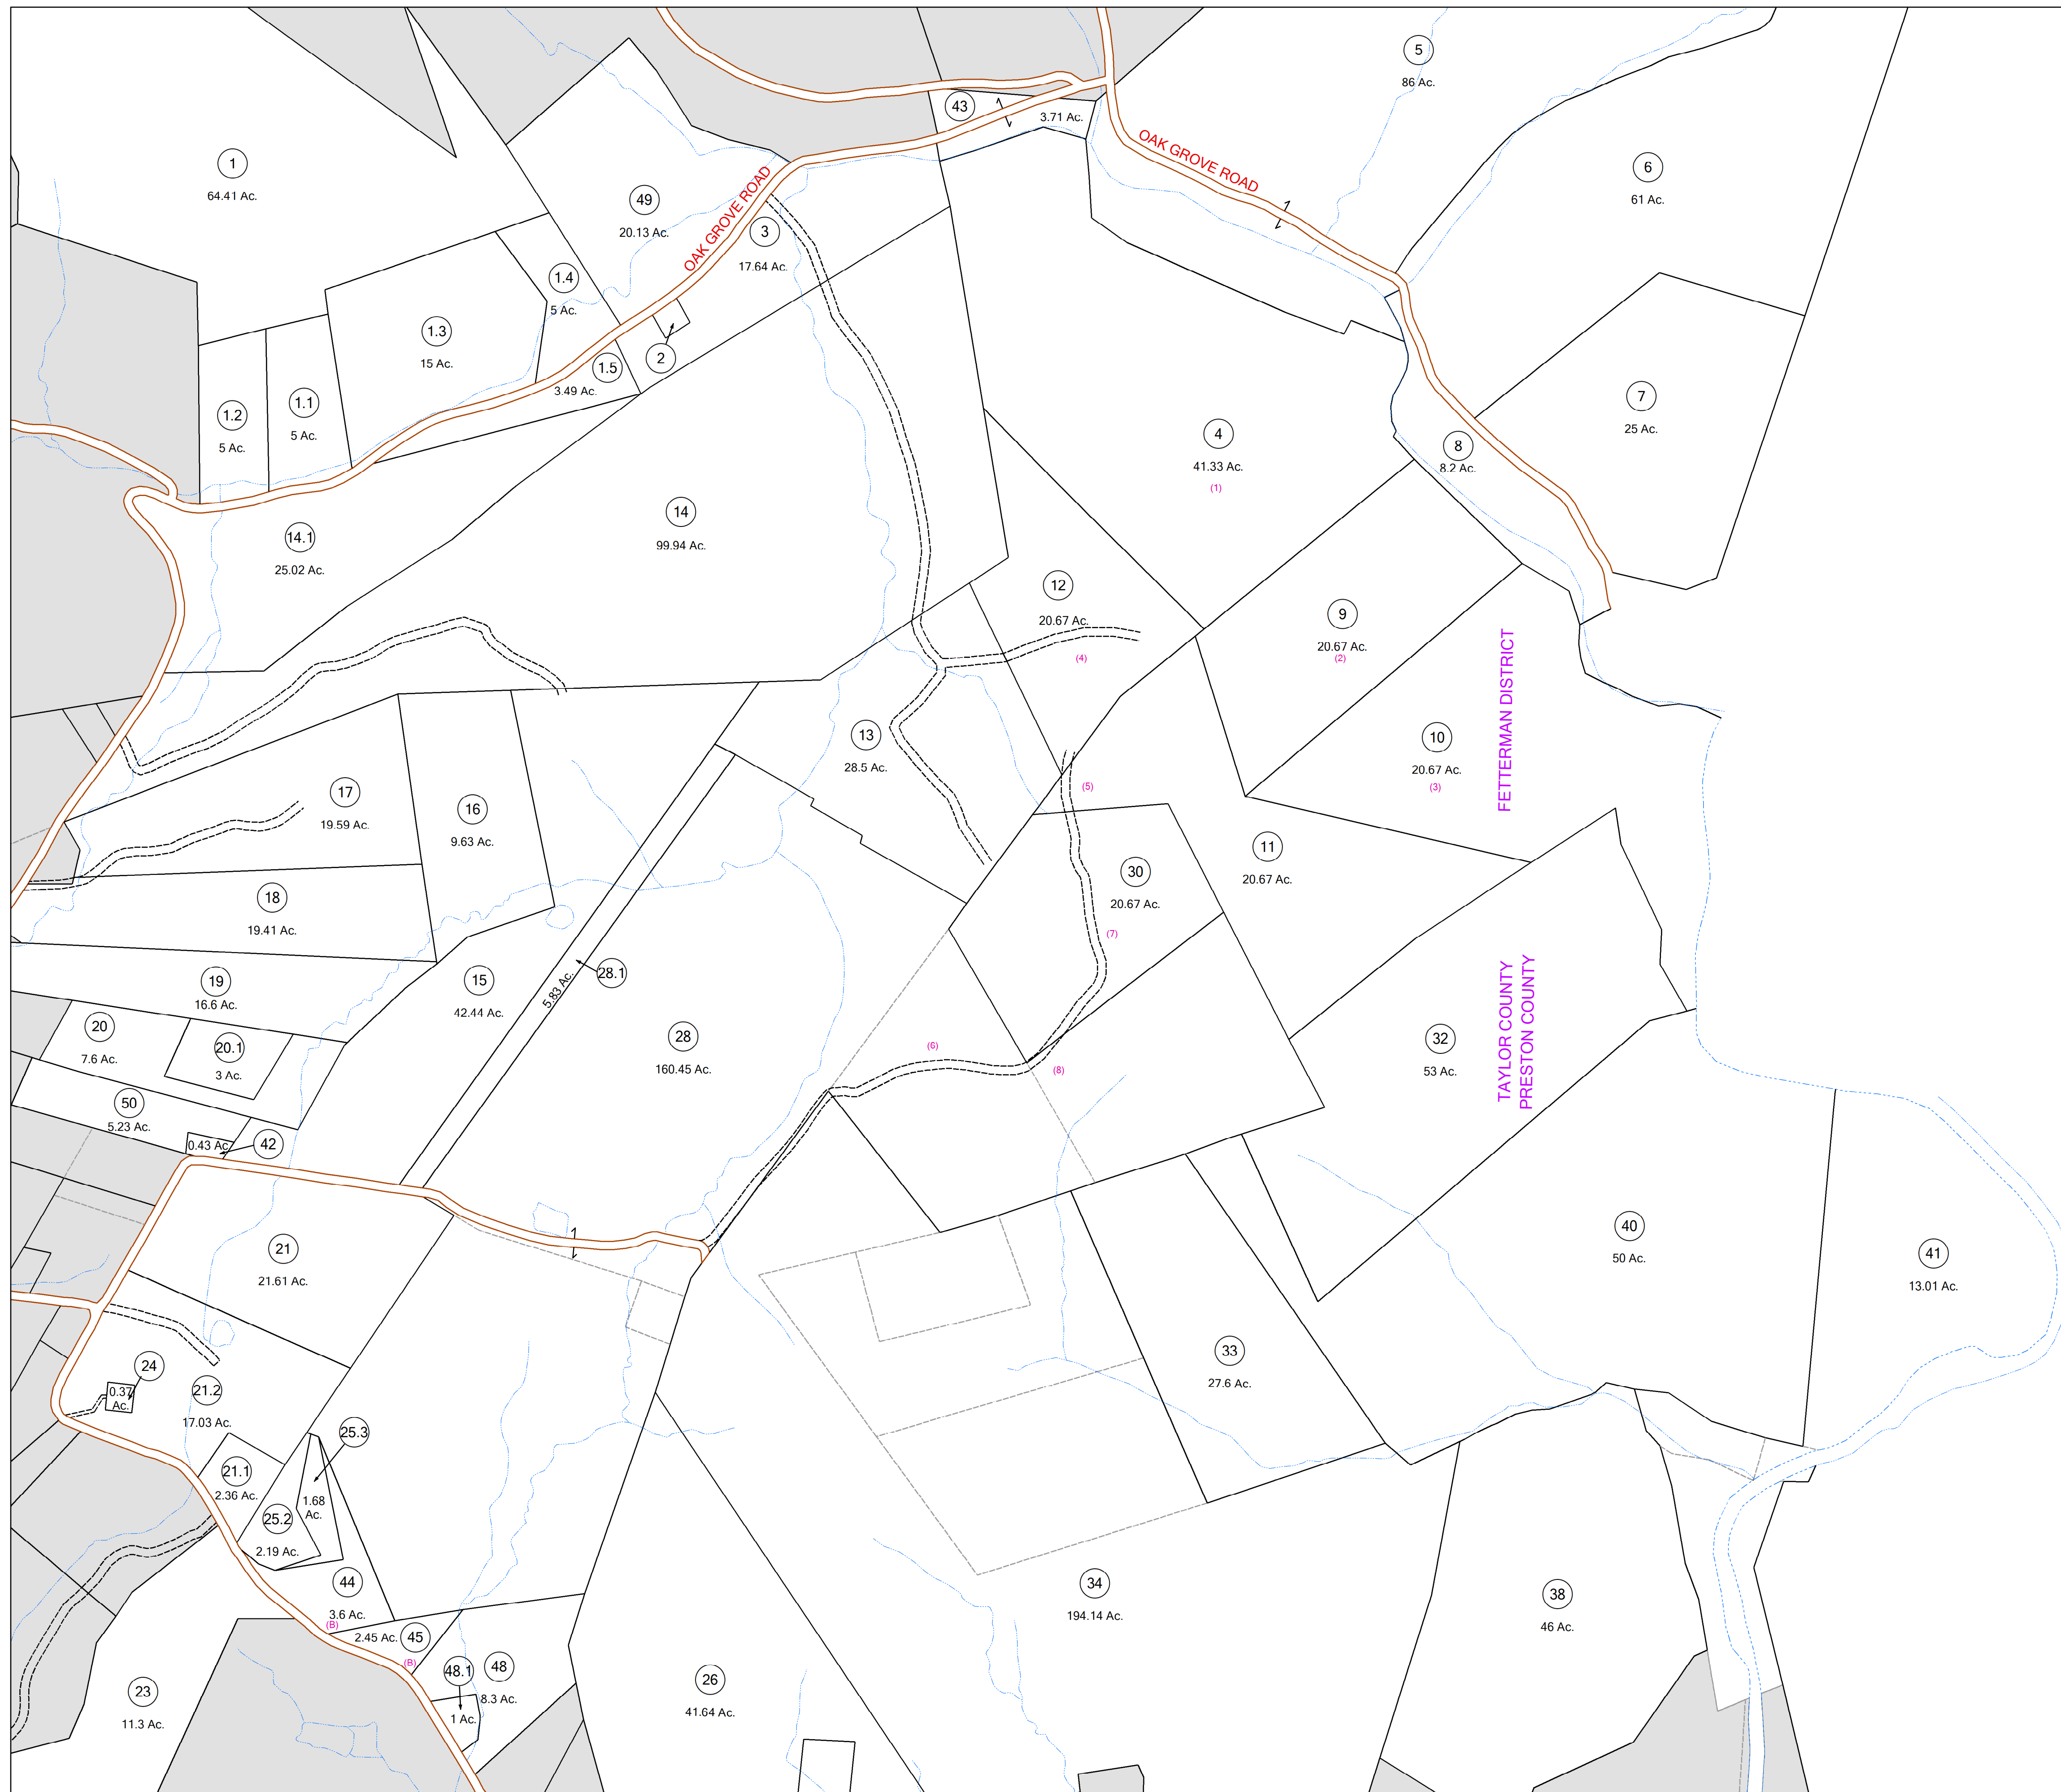 5
86 Ac.
43
3.71 Ac.
OAK GROVE ROAD
1
64.41 Ac.
6
61 Ac.
49
20.13 Ac.
OAK GROVE ROAD
3
17.64 Ac.
1.4
5 Ac.
1.3
15 Ac.
2
1.5
3.49 Ac.
1.2
5 Ac.
1.1
5 Ac.
7
25 Ac.
4
41.33 Ac.
(1)
8
8.2 Ac.
14
99.94 Ac.
14.1
25.02 Ac.
12
20.67 Ac.
(4)
9
20.67 Ac.
(2)
FETTERMAN DISTRICT
10
20.67 Ac.
(3)
13
28.5 Ac.
(5)
17
19.59 Ac.
16
9.63 Ac.
11
20.67 Ac.
30
20.67 Ac.
(7)
18
19.41 Ac.
19
16.6 Ac.
15
42.44 Ac.
28.1
5.83 Ac.
20
7.6 Ac.
20.1
3 Ac.
28
160.45 Ac.
(6)
(8)
32
53 Ac.
TAYLOR COUNTY
PRESTON COUNTY
50
5.23 Ac.
0.43 Ac.
42
21
21.61 Ac.
40
50 Ac.
41
13.01 Ac.
24
0.37
Ac.
21.2
17.03 Ac.
33
27.6 Ac.
25.3
21.1
2.36 Ac.
1.68
Ac.
25.2
2.19 Ac.
44
3.6 Ac.
(B)
34
194.14 Ac.
38
46 Ac.
2.45 Ac.
45
(B)
48.1
1 Ac.
48
8.3 Ac.
23
11.3 Ac.
26
41.64 Ac.